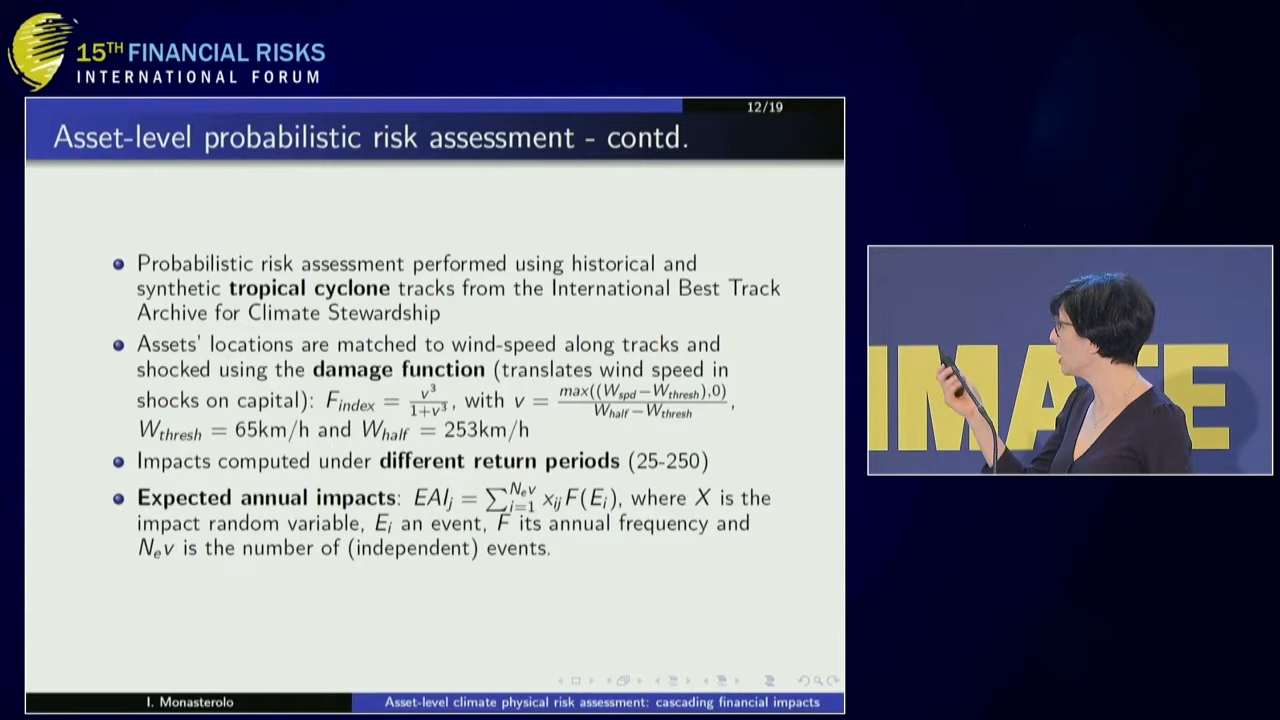 15TH FINANCIAL RISKS
INTERNATIONAL FORUM
12/19
Asset-level probabilistic risk assessment - contd.
Probabilistic risk assessment performed using historical and
synthetic tropical cyclone tracks from the International Best Track
Archive for Climate Stewardship
Assets' locations are matched to wind-speed along tracks and
shocked using the damage function (translates wind speed in
shocks on capital): F_index = v^3/(1+v^3), with v = max((W_spd−W_thresh),0)/(W_half−W_thresh),
W_thresh = 65km/h and W_half = 253km/h
Impacts computed under different return periods (25-250)
Expected annual impacts: EAI_j = ∑_{i=1}^{N_e v} x_ij F(E_i), where X is the
impact random variable, E_i an event, F its annual frequency and
N_e v is the number of (independent) events.
I. Monasterolo
Asset-level climate physical risk assessment: cascading financial impacts
IMATE